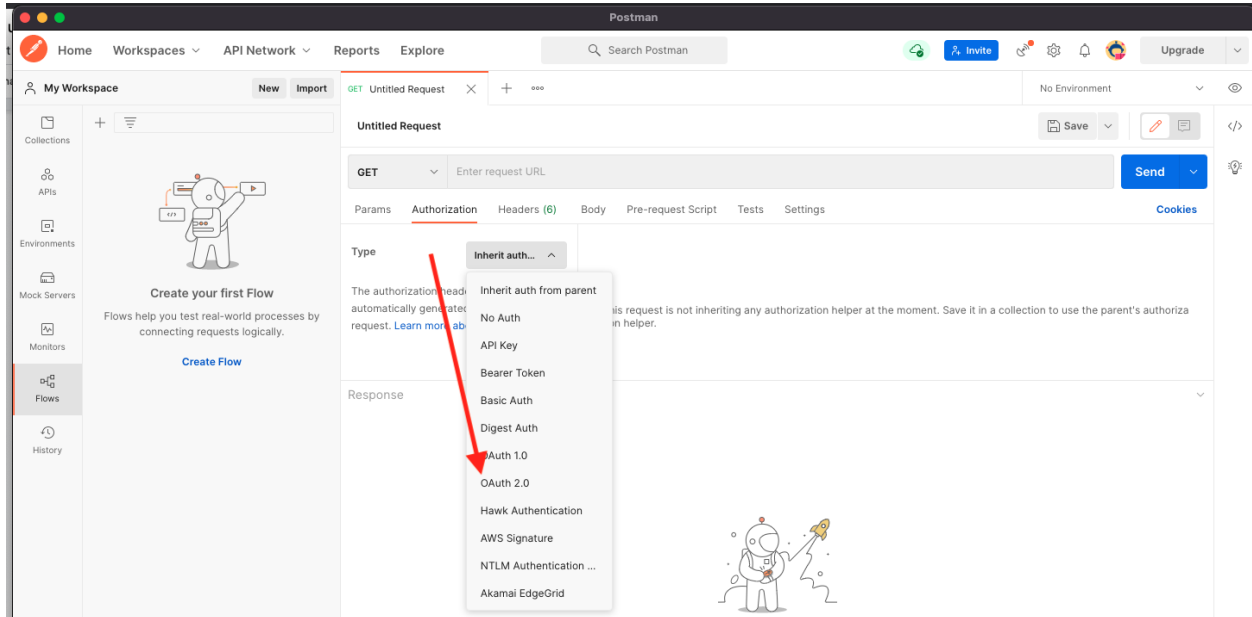 Postman
Home Workspaces API Network Reports Explore Search Postman Invite Upgrade
My Workspace New Import GET Untitled Request No Environment
Collections
APIs
Environments
Mock Servers
Monitors
Flows
History
Create your first Flow
Flows help you test real-world processes by
connecting requests logically.
Create Flow
Untitled Request Save
GET Enter request URL Send
Params Authorization Headers (6) Body Pre-request Script Tests Settings Cookies
Type Inherit auth...
The authorization
automatically generated
request. Learn more
Inherit auth from parent
No Auth
API Key
Bearer Token
Basic Auth
Digest Auth
OAuth 1.0
OAuth 2.0
Hawk Authentication
AWS Signature
NTLM Authentication ...
Akamai EdgeGrid
request is not inheriting any authorization helper at the moment. Save it in a collection to use the parent's authoriza
helper.
Response